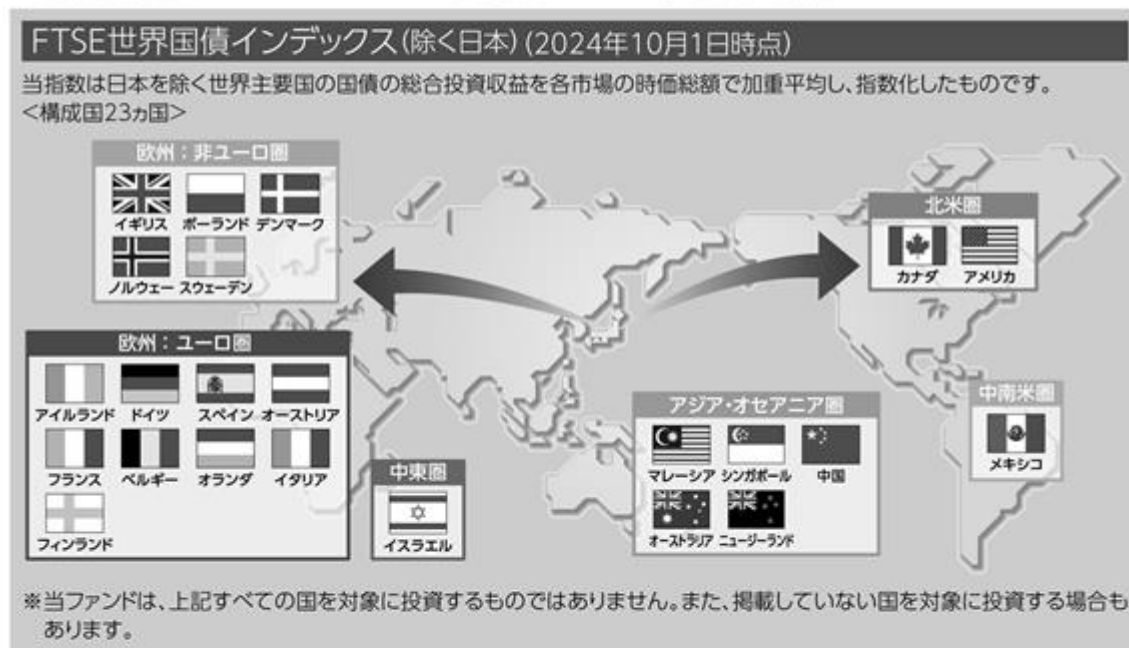 FTSE世界国債インデックス(除く日本)(2024年10月1日時点)
当指数は日本を除く世界主要国の国債の総合投資収益を各市場の時価総額で加重平均し、指数化したものです。
<構成国23ヵ国>
欧州：非ユーロ圏
イギリス ポーランド デンマーク
ノルウェー スウェーデン
北米圏
カナダ アメリカ
欧州：ユーロ圏
アイルランド ドイツ スペイン オーストリア
フランス ベルギー オランダ イタリア
フィンランド
中東圏
イスラエル
アジア・オセアニア圏
マレーシア シンガポール 中国
オーストラリア ニュージーランド
中南米圏
メキシコ
※当ファンドは、上記すべての国を対象に投資するものではありません。また、掲載していない国を対象に投資する場合も
あります。